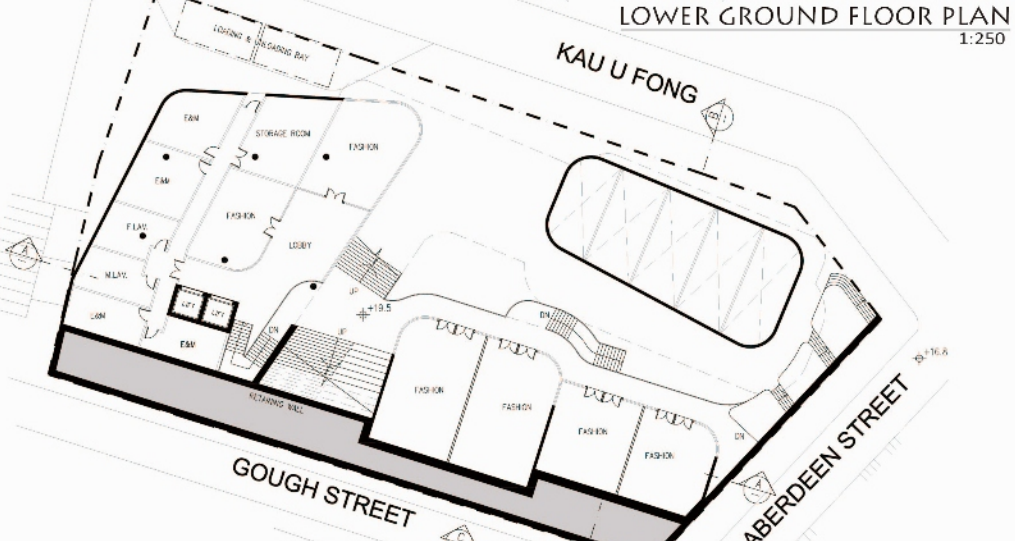 LOWER GROUND FLOOR PLAN
1:250
LOADING & UNLOADING BAY
KAU U FONG
B
E&M
STORAGE ROOM
FASHION
E&M
FASHION
F.LAV.
LOBBY
A
M.LAV.
UP
LIFT
LIFT
+19.5
E&M
DN
UP
DN
E&M
+16.8
FASHION
FASHION
RETAINING WALL
FASHION
FASHION
DN
ABERDEEN STREET
GOUGH STREET
A
C